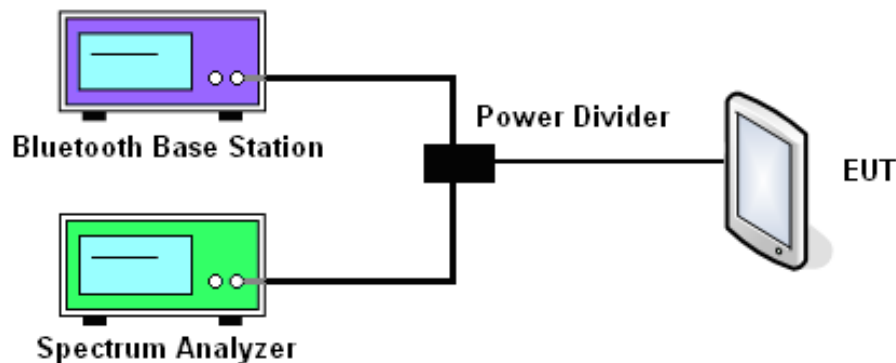 Bluetooth Base Station
Power Divider
EUT
Spectrum Analyzer